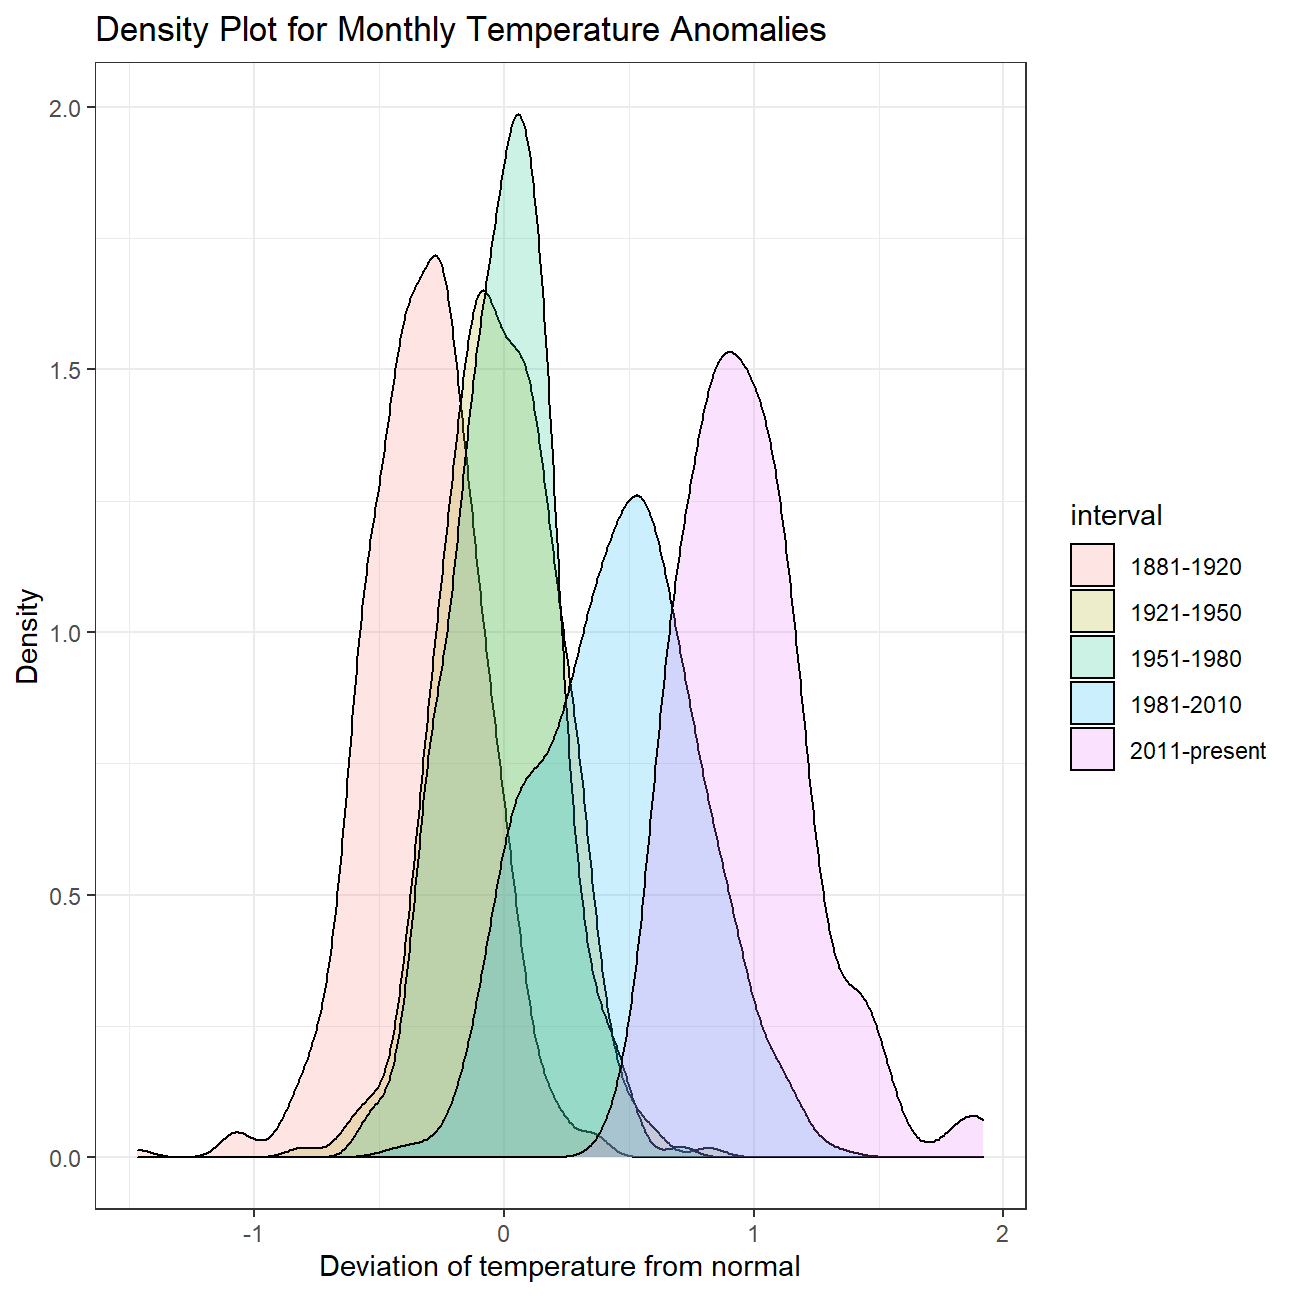 Density Plot for Monthly Temperature Anomalies
2.0
1.5
1.0
0.5
0.0
Density
-1
0
1
2
Deviation of temperature from normal
interval
1881-1920
1921-1950
1951-1980
1981-2010
2011-present